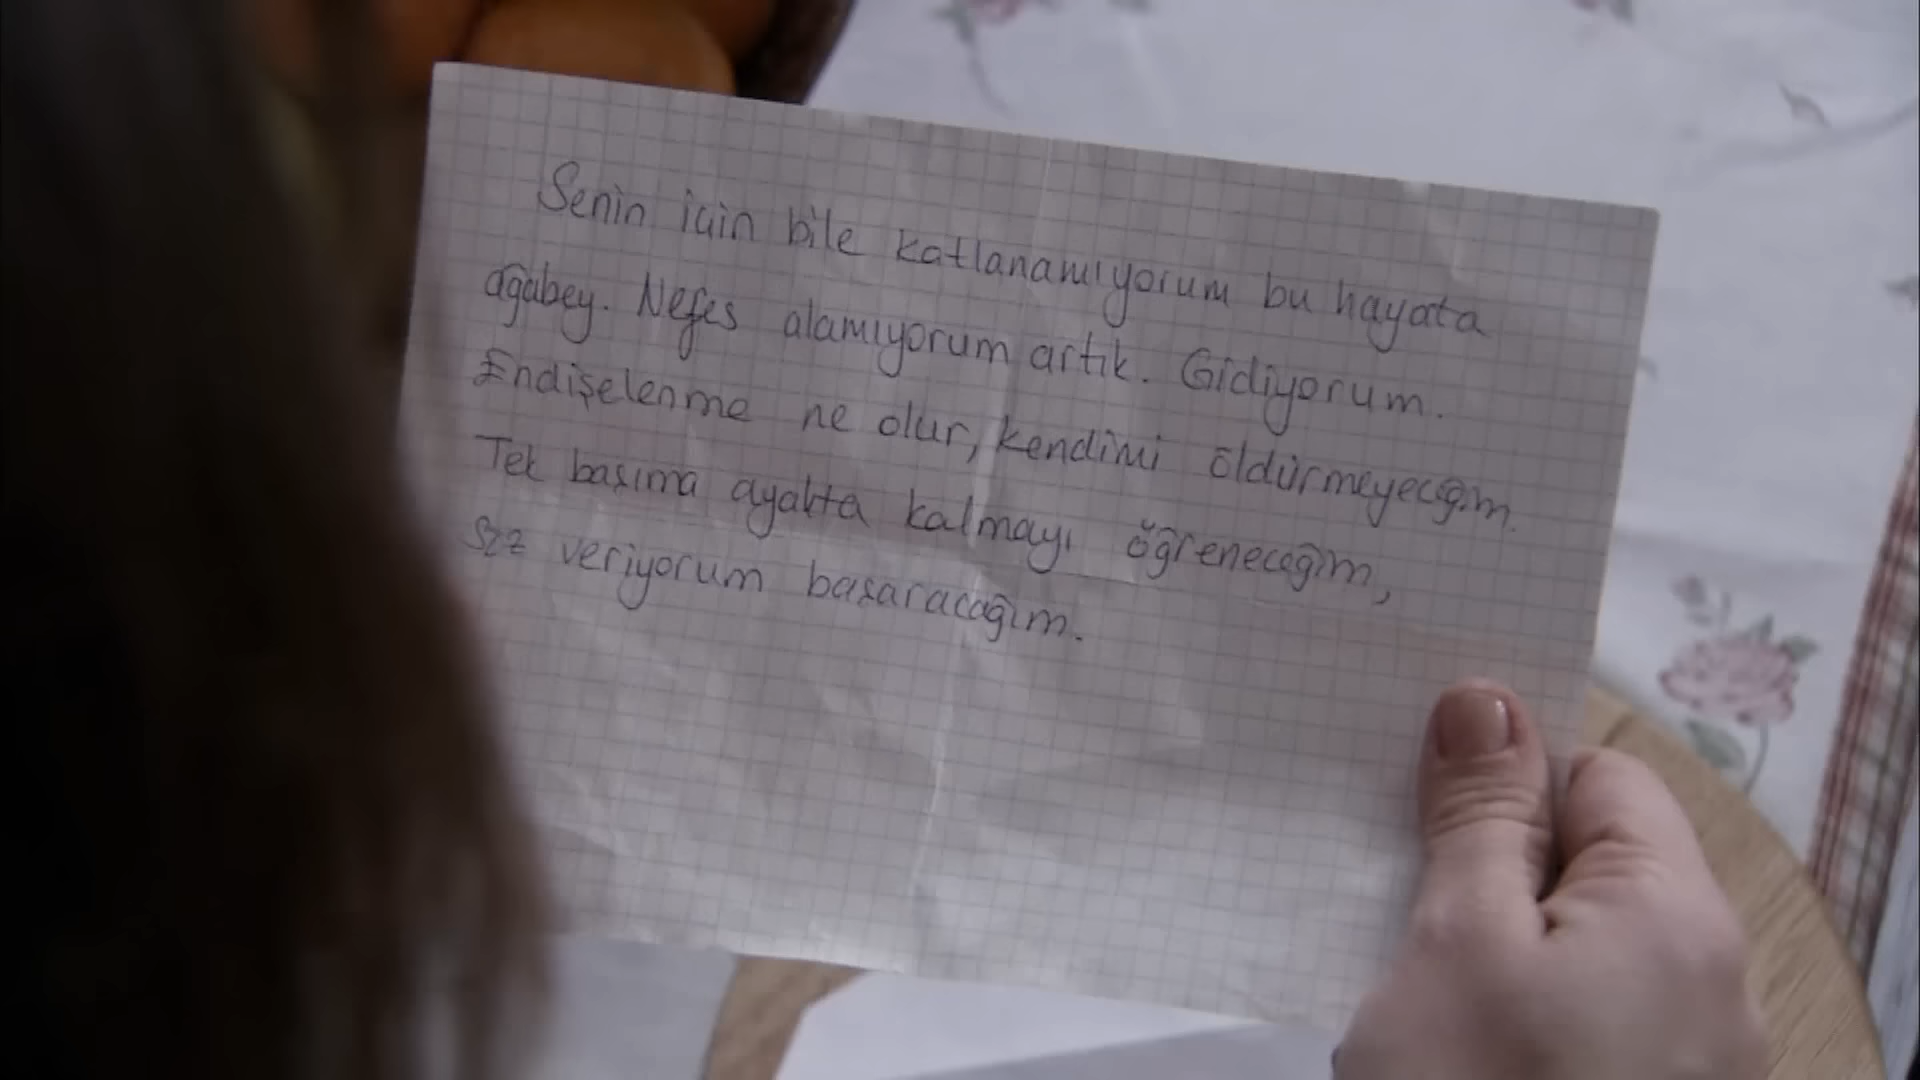 Senin için bile katlanamıyorum bu hayata
ağabey. Nefes alamıyorum artık. Gidiyorum.
Endişelenme ne olur, kendimi öldürmeyeceğim.
Tek başıma ayakta kalmayı öğreneceğim,
söz veriyorum başaracağım.